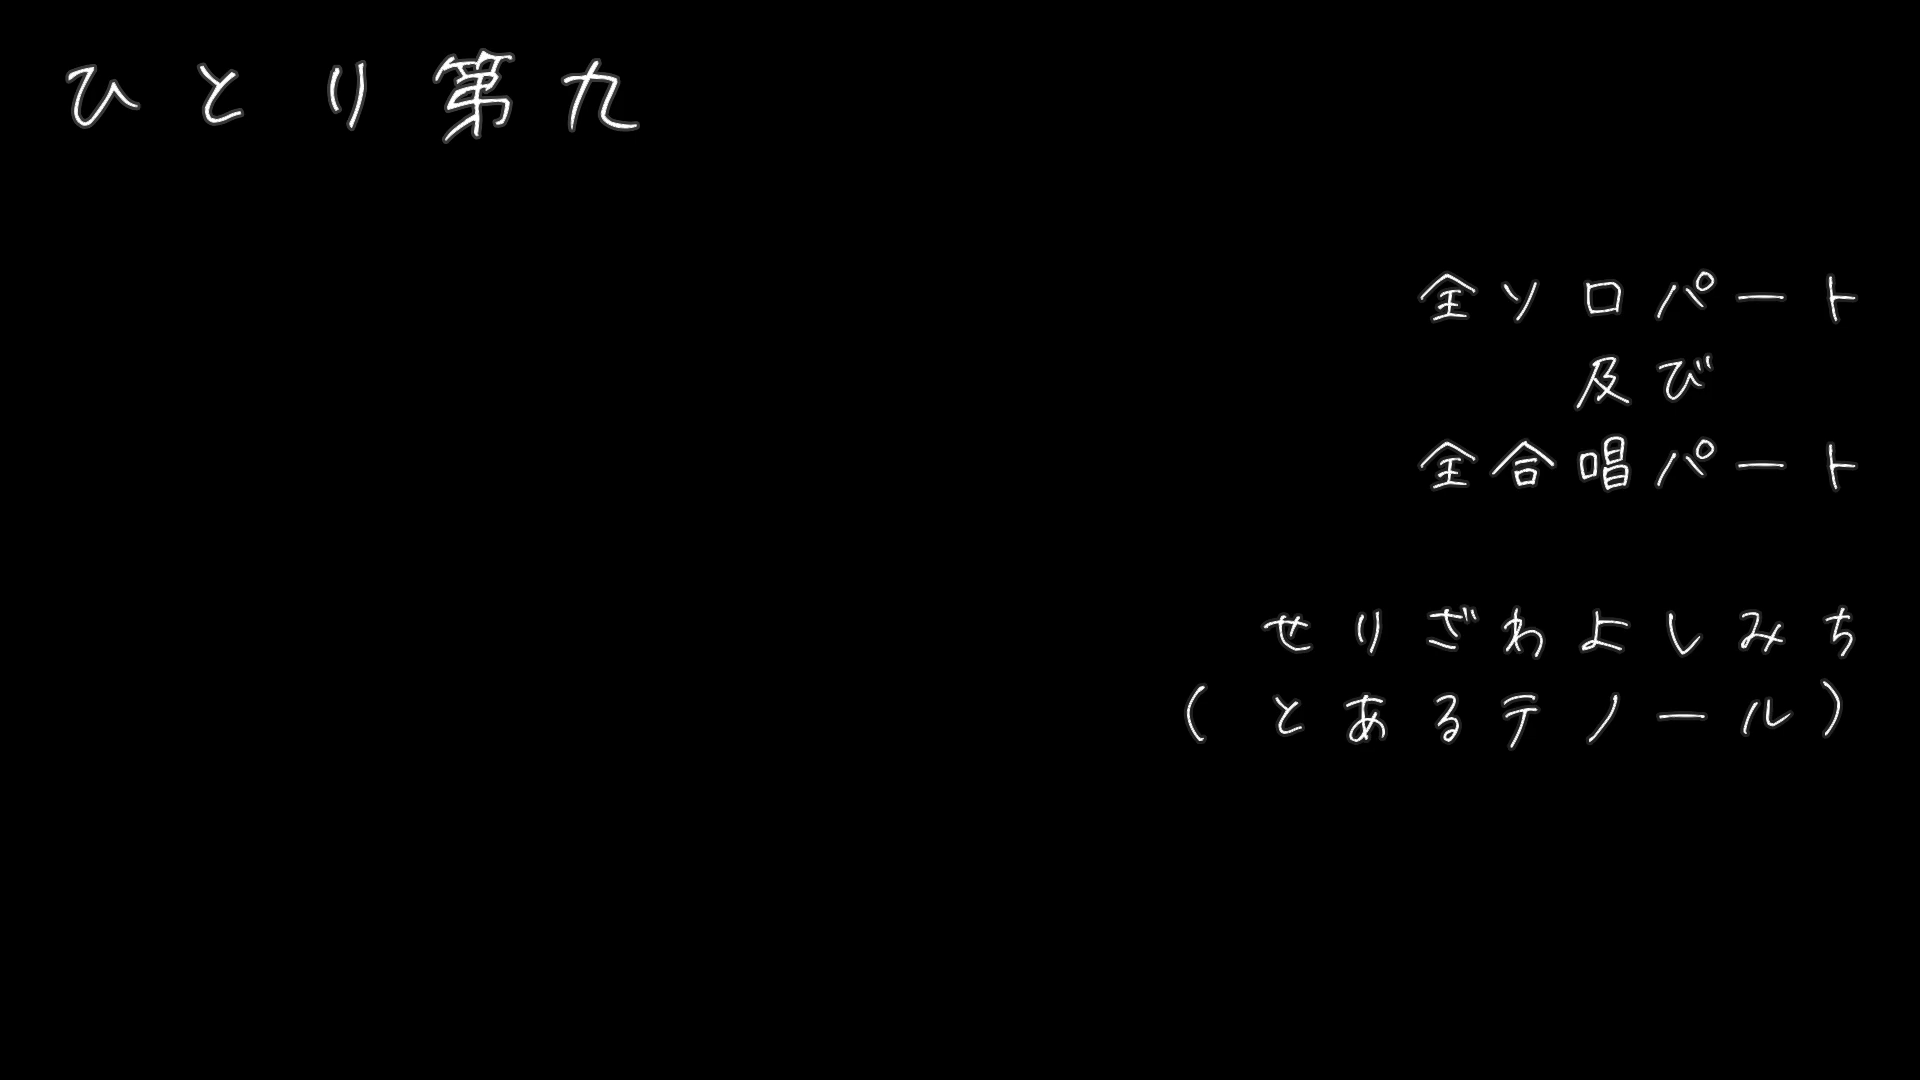 ひとり第九
全ソロパート
及び
全合唱パート
せりざわよしみち
(とあるテノール)